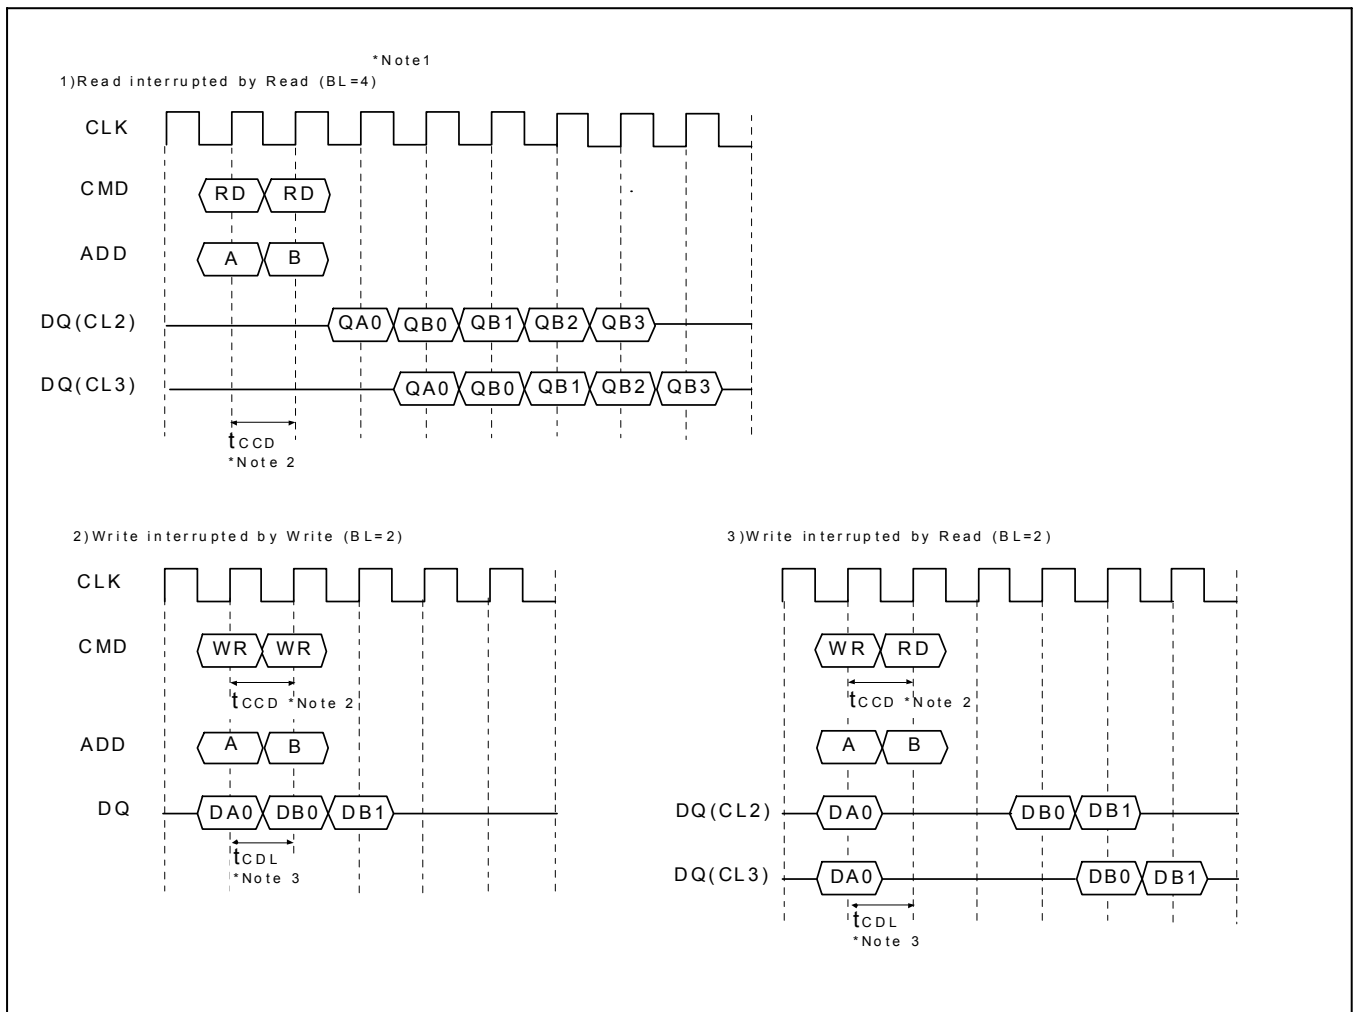 *Note1
1)Read interrupted by Read (BL=4)
CLK
CMD RD RD
ADD A B
DQ(CL2) QA0 QB0 QB1 QB2 QB3
DQ(CL3) QA0 QB0 QB1 QB2 QB3
tCCD
*Note 2
2)Write interrupted by Write (BL=2)
CLK
CMD WR WR
tCCD *Note 2
ADD A B
DQ DA0 DB0 DB1
tCDL
*Note 3
3)Write interrupted by Read (BL=2)
WR RD
tCCD *Note 2
A B
DQ(CL2) DA0 DB0 DB1
DQ(CL3) DA0 DB0 DB1
tCDL
*Note 3